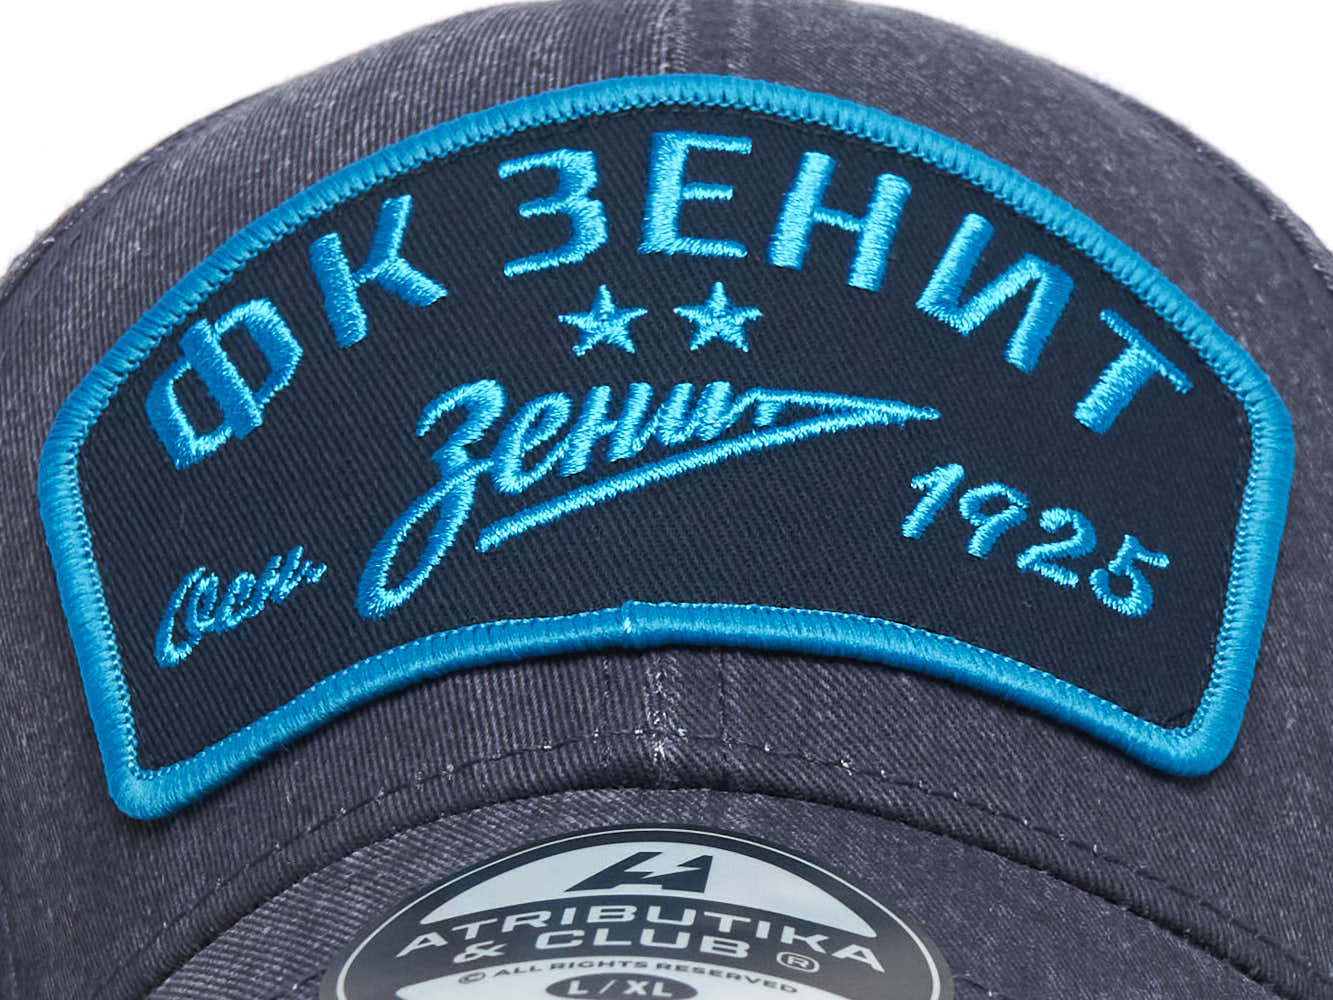 ФК ЗЕНИТ
Зенит
Осн. 1925
ATRIBUTIKA
& CLUB ®
© ALL RIGHTS RESERVED
L / XL